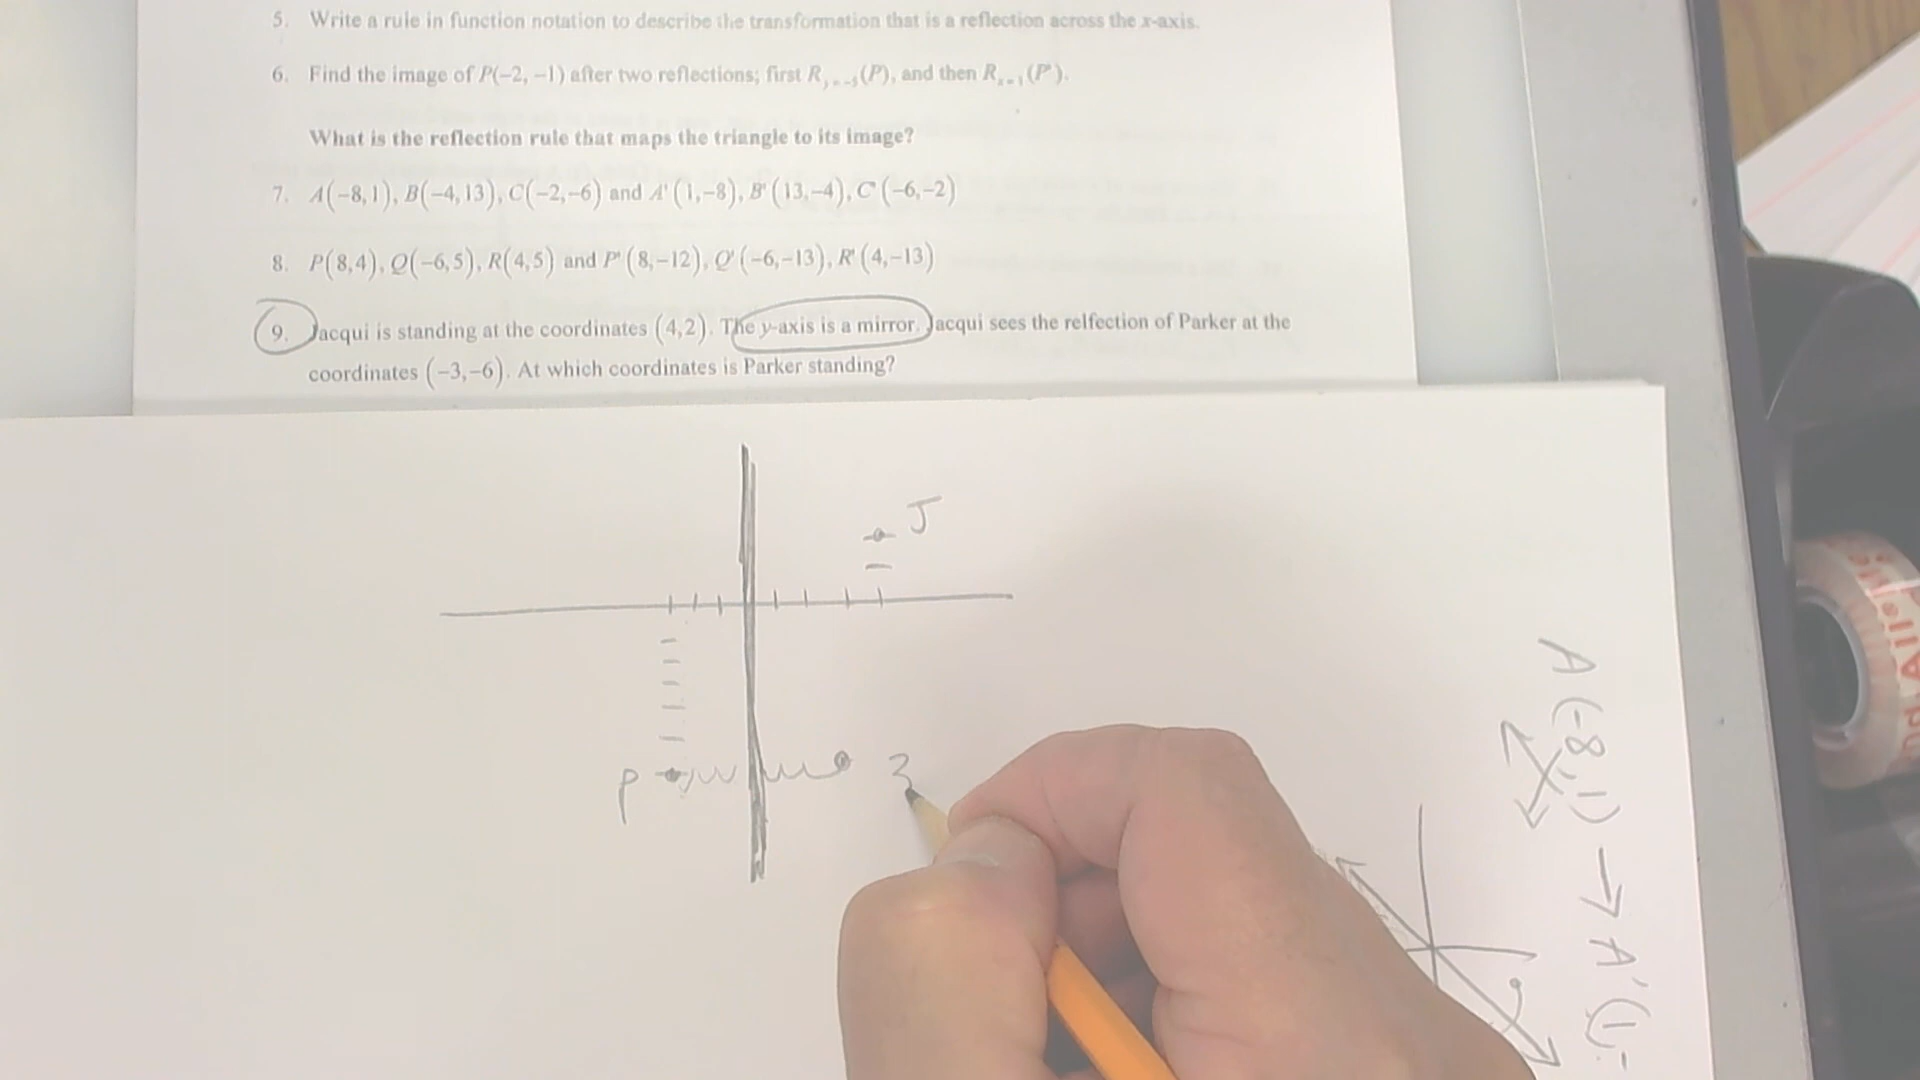 5. Write a rule in function notation to describe the transformation that is a reflection across the x-axis.
6. Find the image of P(−2, −1) after two reflections; first R y = −5 (P), and then R x = 1 (P').
What is the reflection rule that maps the triangle to its image?
7. A(−8,1), B(−4,13), C(−2,−6) and A'(1,−8), B'(13,−4), C'(−6,−2)
8. P(8,4), Q(−6,5), R(4,5) and P'(8,−12), Q'(−6,−13), R'(4,−13)
9. Jacqui is standing at the coordinates (4,2). The y-axis is a mirror. Jacqui sees the relfection of Parker at the
coordinates (−3,−6). At which coordinates is Parker standing?
J
P
3
A(-8,1) → A'(1,-